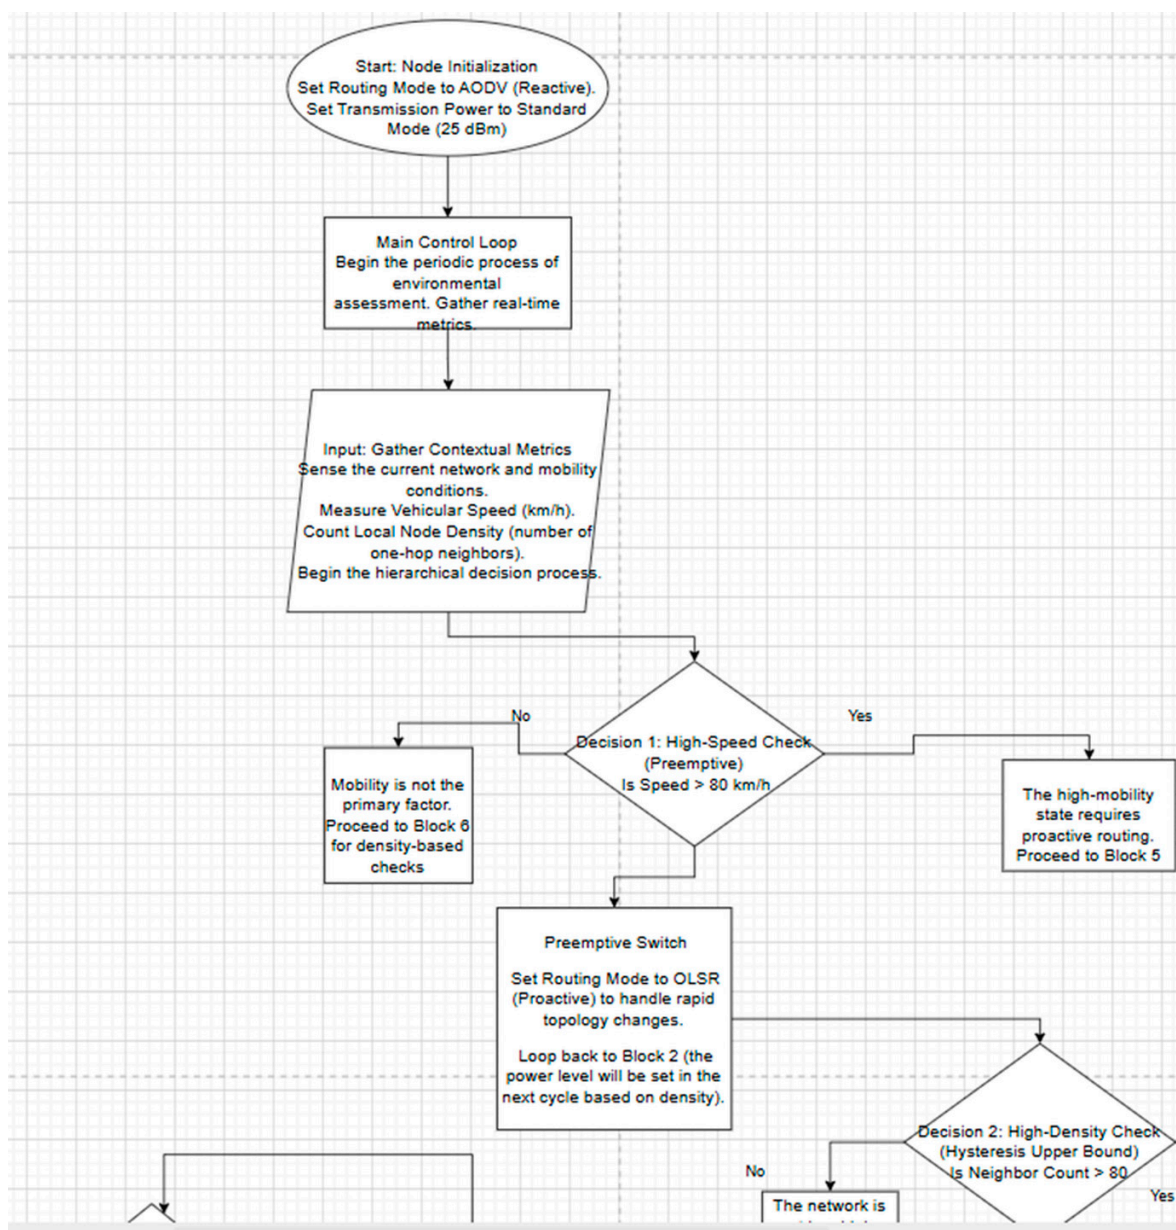 Start: Node Initialization
Set Routing Mode to AODV (Reactive).
Set Transmission Power to Standard
Mode (25 dBm)
Main Control Loop
Begin the periodic process of
environmental
assessment. Gather real-time
metrics.
Input: Gather Contextual Metrics
Sense the current network and mobility
conditions.
Measure Vehicular Speed (km/h).
Count Local Node Density (number of
one-hop neighbors).
Begin the hierarchical decision process.
No
Yes
Decision 1: High-Speed Check
(Preemptive)
Is Speed > 80 km/h
Mobility is not the
primary factor.
Proceed to Block 6
for density-based
checks
The high-mobility
state requires
proactive routing.
Proceed to Block 5
Preemptive Switch
Set Routing Mode to OLSR
(Proactive) to handle rapid
topology changes.
Loop back to Block 2 (the
power level will be set in the
next cycle based on density).
Decision 2: High-Density Check
(Hysteresis Upper Bound)
Is Neighbor Count > 80
No
Yes
The network is